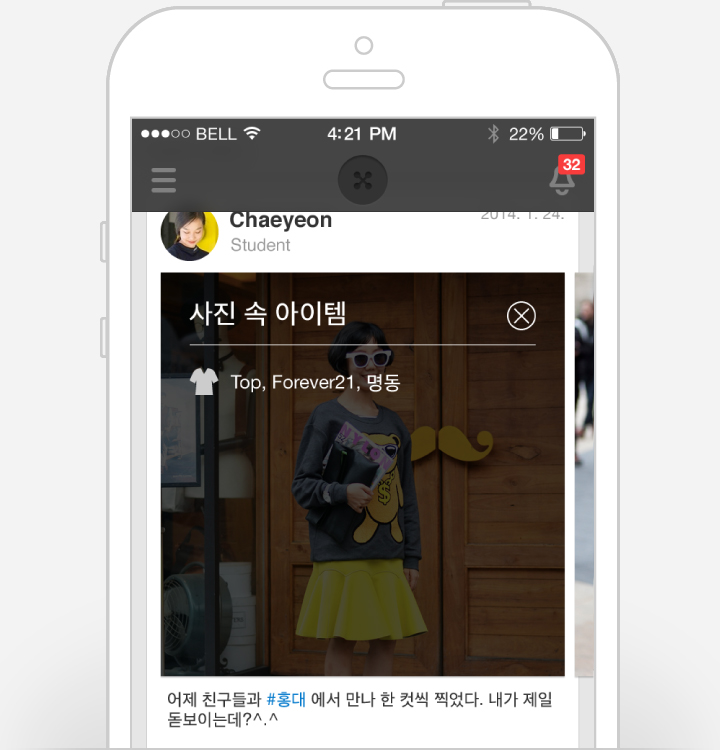 BELL 4:21 PM 22%
32
Chaeyeon 2014. 1. 24.
Student
사진 속 아이템
Top, Forever21, 명동
어제 친구들과 #홍대 에서 만나 한 컷씩 찍었다. 내가 제일
돋보이는데?^.^